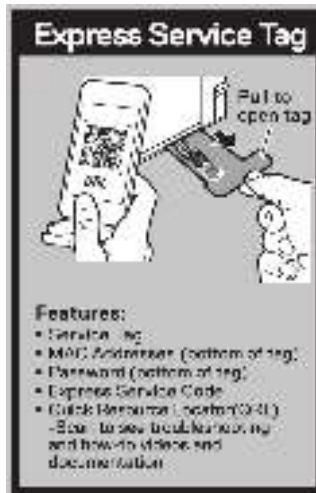 Express Service Tag
Pull to
open tag
QRL
Features:
• Service Tag
• MAC Addresses (bottom of tag)
• Password (bottom of tag)
• Express Service Code
• Quick Resource Locator(QRL)
-Scan to see troubleshooting
and how-to videos and
documentation